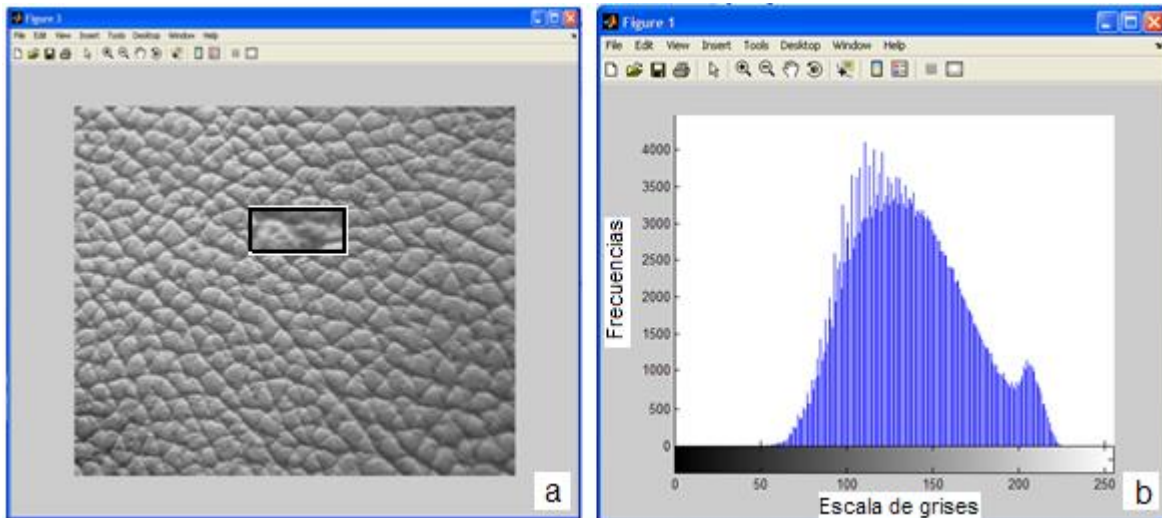 Figure 3
File Edit View Insert Tools Desktop Window Help
a
Figure 1
File Edit View Insert Tools Desktop Window Help
Frecuencias
4000
3500
3000
2500
2000
1500
1000
500
0
0 50 100 150 200 250
Escala de grises
b